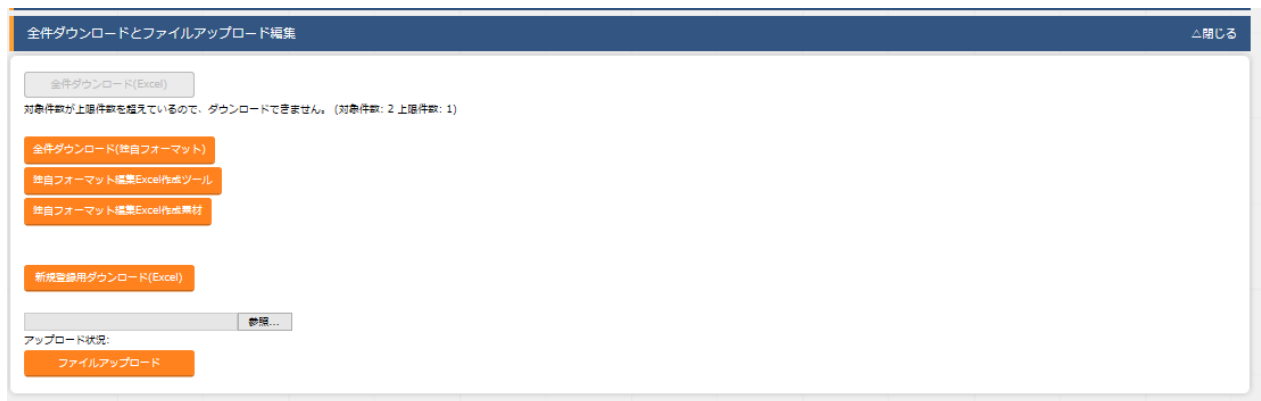 全件ダウンロードとファイルアップロード編集
△閉じる
全件ダウンロード(Excel)
対象件数が上限件数を超えているので、ダウンロードできません。 (対象件数: 2 上限件数: 1)
全件ダウンロード(独自フォーマット)
独自フォーマット編集Excel作成ツール
独自フォーマット編集Excel作成素材
新規登録用ダウンロード(Excel)
参照...
アップロード状況:
ファイルアップロード